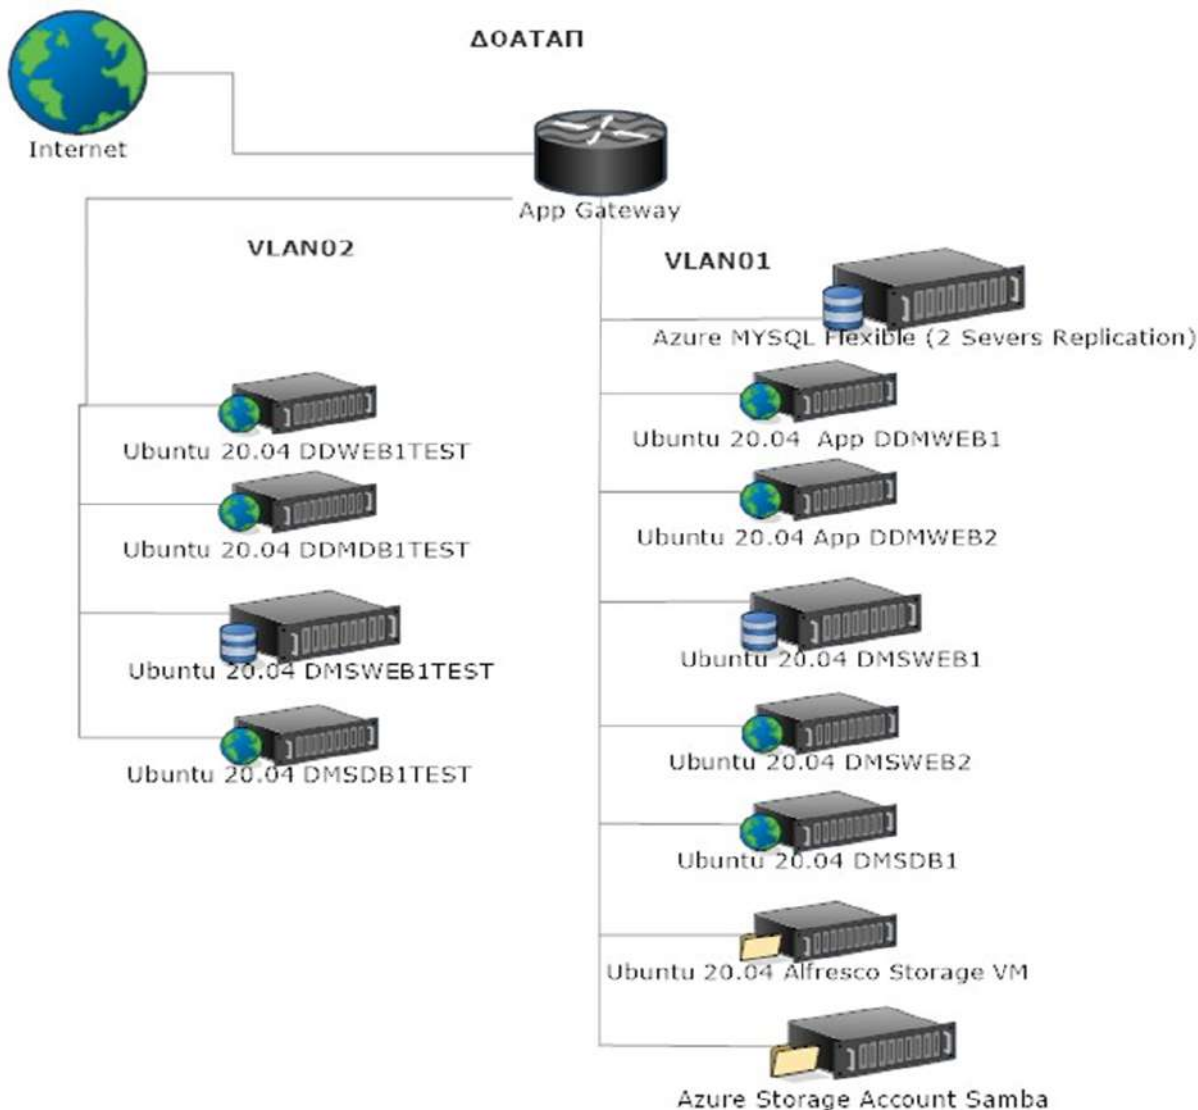 ΔΟΑΤΑΠ
Internet
App Gateway
VLAN02
VLAN01
Azure MYSQL Flexible (2 Severs Replication)
Ubuntu 20.04 App DDMWEB1
Ubuntu 20.04 App DDMWEB2
Ubuntu 20.04 DMSWEB1
Ubuntu 20.04 DMSWEB2
Ubuntu 20.04 DMSDB1
Ubuntu 20.04 Alfresco Storage VM
Azure Storage Account Samba
Ubuntu 20.04 DDWEB1TEST
Ubuntu 20.04 DDMDB1TEST
Ubuntu 20.04 DMSWEB1TEST
Ubuntu 20.04 DMSDB1TEST